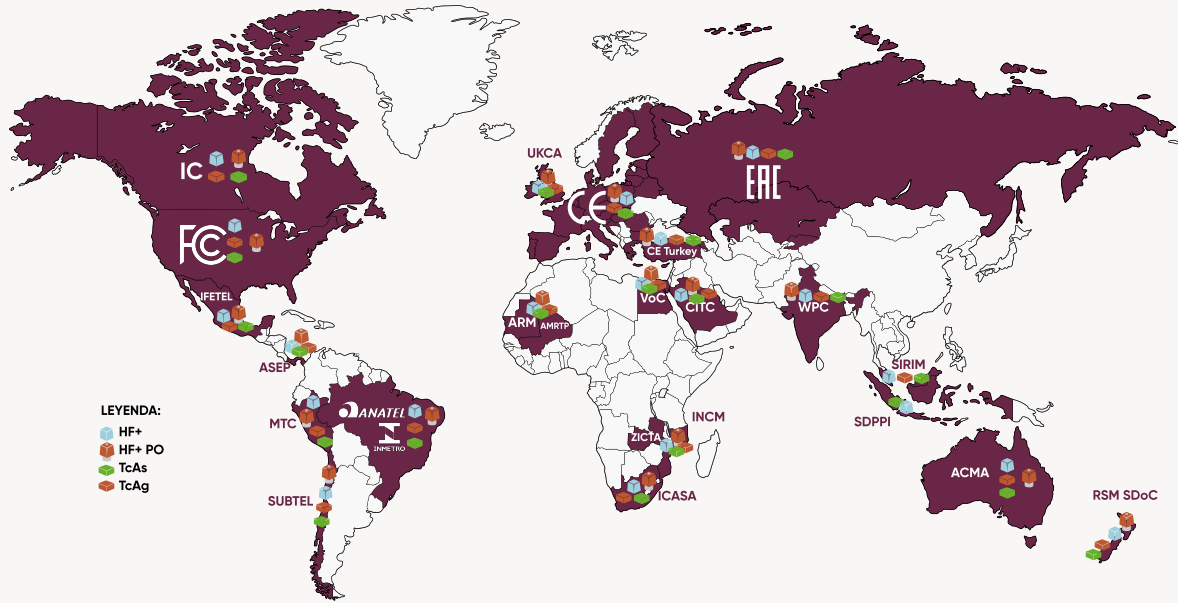 UKCA
IC
EAC
CE
FCC
CE Turkey
IFETEL
VoC
CITC
WPC
ARM
AMRTP
ASEP
SIRIM
LEYENDA:
HF+
HF+ PO
TcAs
TcAg
MTC
ANATEL
INMETRO
INCM
ZICTA
SDPPI
SUBTEL
ICASA
ACMA
RSM SDoC